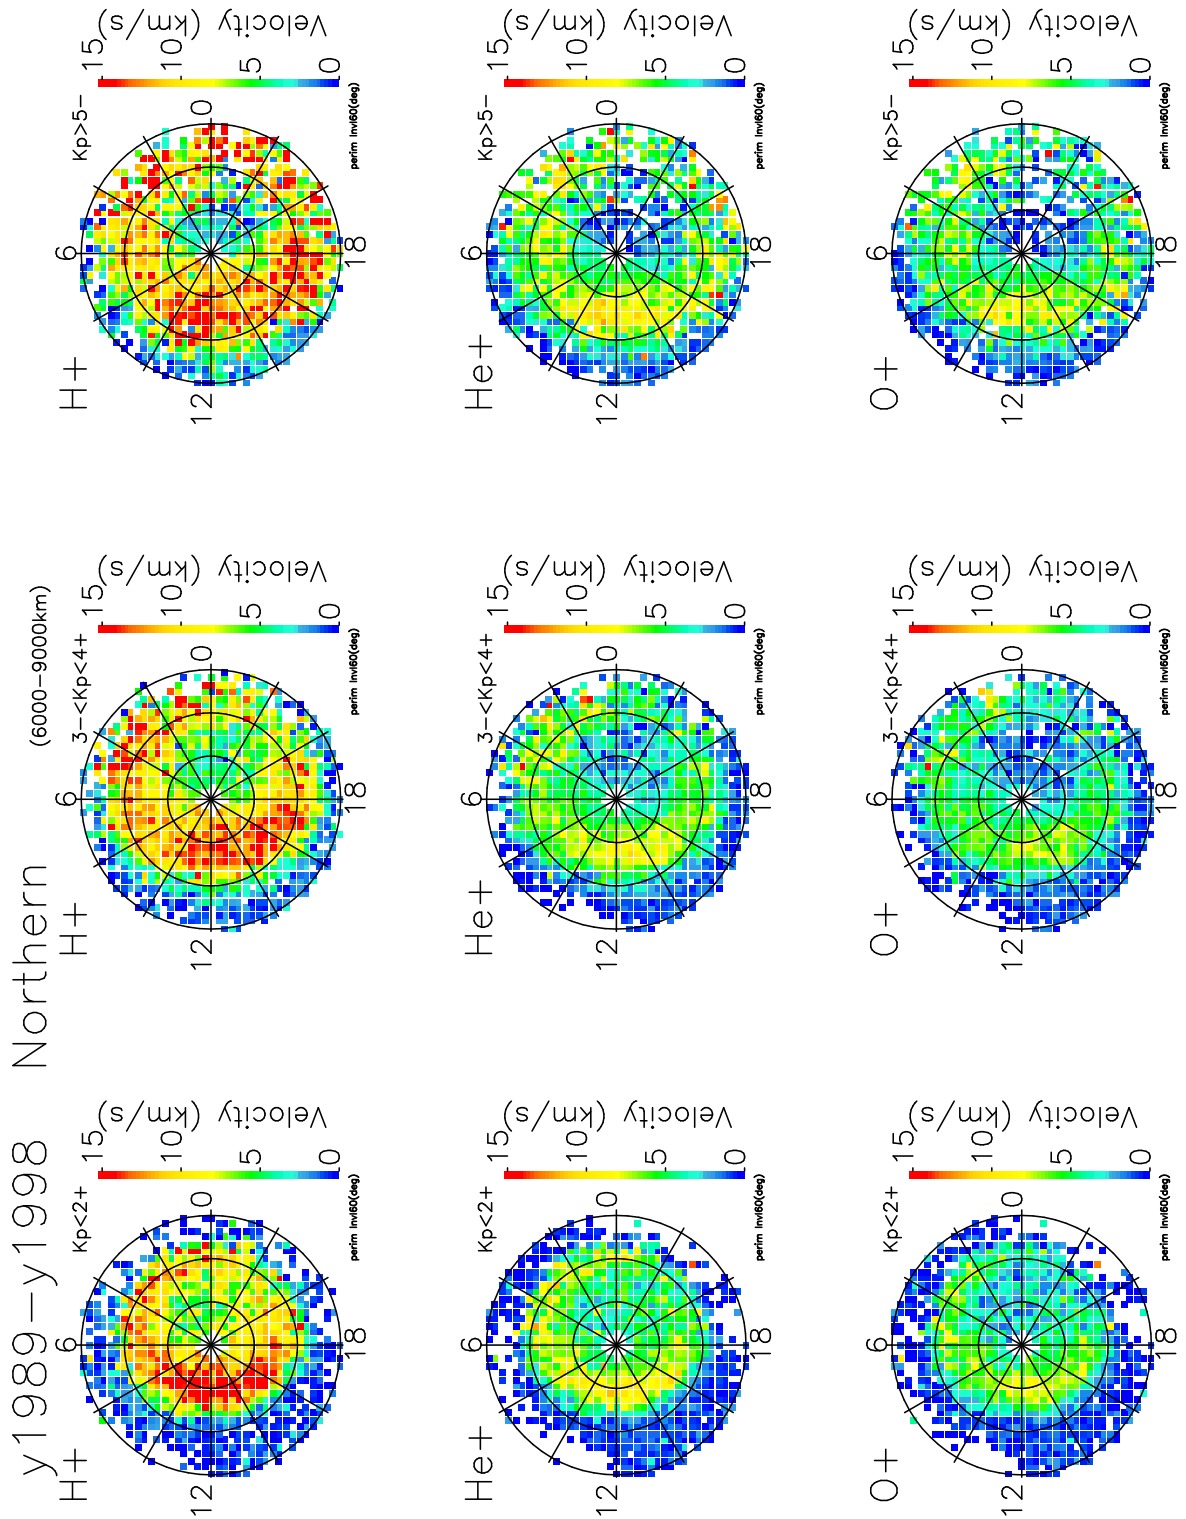 y1989-y1998 Northern (6000-9000km)
H+
Kp<2+
6
12
0
18
perim invl60(deg)
15
10
5
0
Velocity (km/s)
H+
3-<Kp<4+
6
12
0
18
perim invl60(deg)
15
10
5
0
Velocity (km/s)
H+
Kp>5-
6
12
0
18
perim invl60(deg)
15
10
5
0
Velocity (km/s)
He+
Kp<2+
6
12
0
18
perim invl60(deg)
15
10
5
0
Velocity (km/s)
He+
3-<Kp<4+
6
12
0
18
perim invl60(deg)
15
10
5
0
Velocity (km/s)
He+
Kp>5-
6
12
0
18
perim invl60(deg)
15
10
5
0
Velocity (km/s)
O+
Kp<2+
6
12
0
18
perim invl60(deg)
15
10
5
0
Velocity (km/s)
O+
3-<Kp<4+
6
12
0
18
perim invl60(deg)
15
10
5
0
Velocity (km/s)
O+
Kp>5-
6
12
0
18
perim invl60(deg)
15
10
5
0
Velocity (km/s)